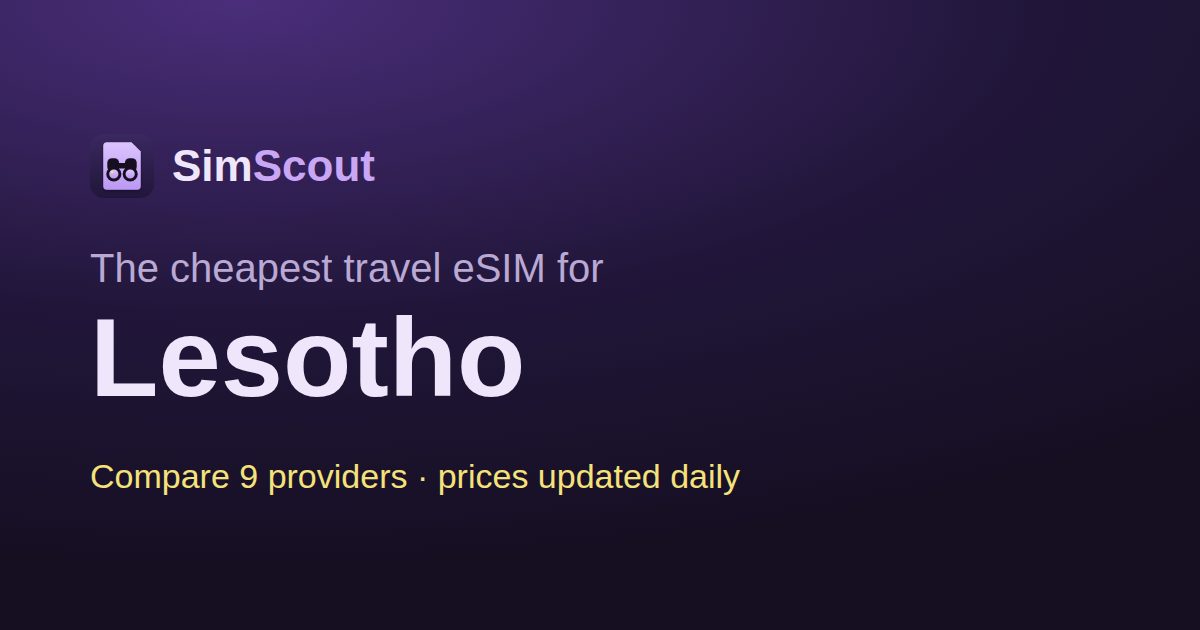 SimScout
The cheapest travel eSIM for
Lesotho
Compare 9 providers · prices updated daily